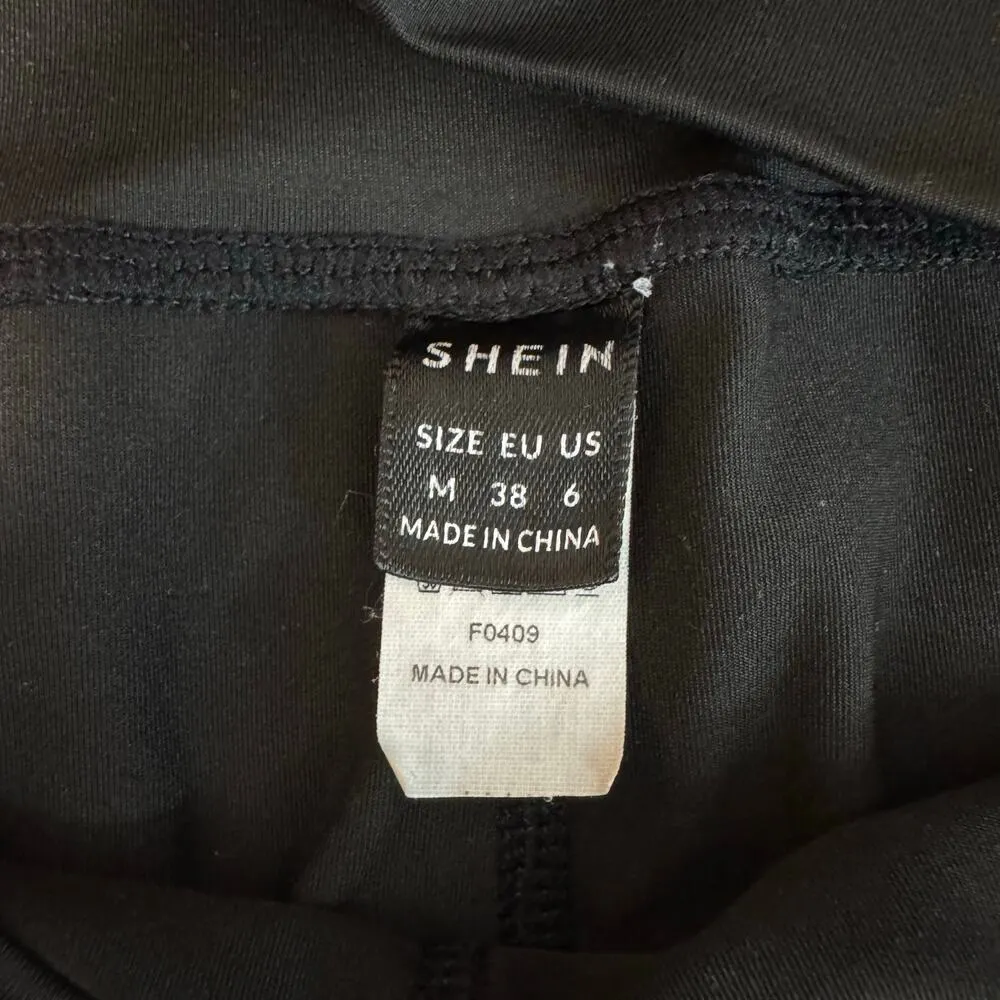 SHEIN
SIZE EU US
M 38 6
MADE IN CHINA
F0409
MADE IN CHINA